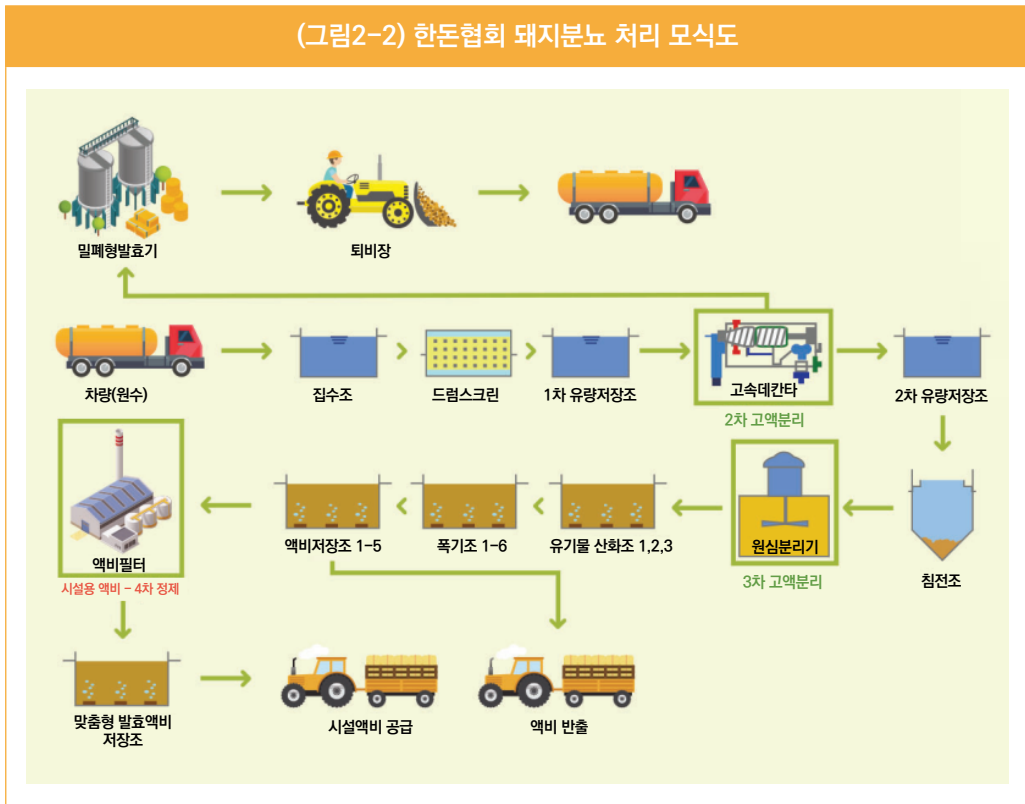 (그림2-2) 한돈협회 돼지분뇨 처리 모식도
밀폐형발효기
퇴비장
차량(원수)
집수조
드럼스크린
1차 유량저장조
고속데칸타
2차 고액분리
2차 유량저장조
액비필터
시설용 액비 - 4차 정제
액비저장조 1-5
폭기조 1-6
유기물 산화조 1,2,3
원심분리기
3차 고액분리
침전조
맞춤형 발효액비
저장조
시설액비 공급
액비 반출